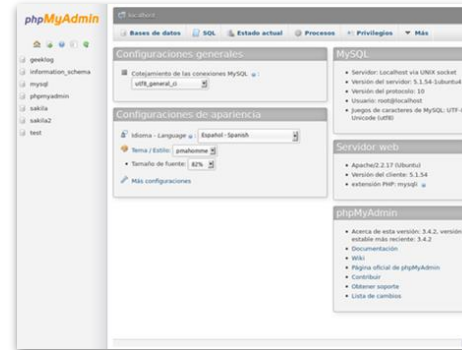 phpMyAdmin
localhost
Bases de datos
SQL
Estado actual
Procesos
Privilegios
Más
geeklog
information_schema
mysql
phpmyadmin
sakila
sakila2
test
Configuraciones generales
Cotejamiento de las conexiones MySQL
utf8_general_ci
Configuraciones de apariencia
Idioma - Language
: Español - Spanish
Tema / Estilo: pmahomme
Tamaño de fuente: 82%
Más configuraciones
MySQL
Servidor: Localhost via UNIX socket
Versión del servidor: 5.1.54-1ubuntu4
Versión del protocolo: 10
Usuario: root@localhost
Juegos de caracteres de MySQL: UTF-
Unicode (utf8)
Servidor web
Apache/2.2.17 (Ubuntu)
Versión del cliente: 5.1.54
extensión PHP: mysqli
phpMyAdmin
Acerca de esta versión: 3.4.2, versión
estable más reciente: 3.4.2
Documentación
Wiki
Página oficial de phpMyAdmin
Contribuir
Obtener soporte
Lista de cambios